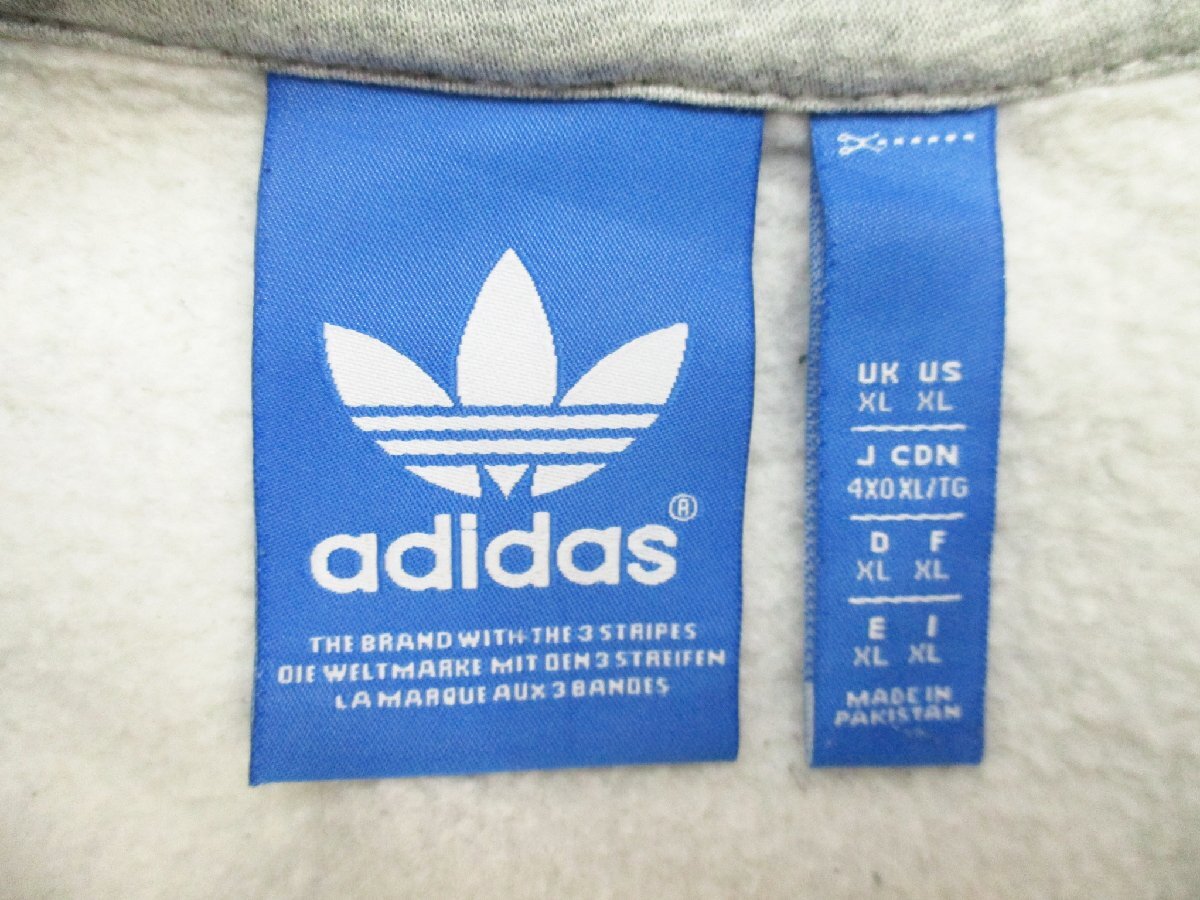 adidas®
THE BRAND WITH THE 3 STRIPES
DIE WELTMARKE MIT DEN 3 STREIFEN
LA MARQUE AUX 3 BANDES
UK US
XL XL
J CDN
4XO XL/TG
D F
XL XL
E I
XL XL
MADE IN
PAKISTAN